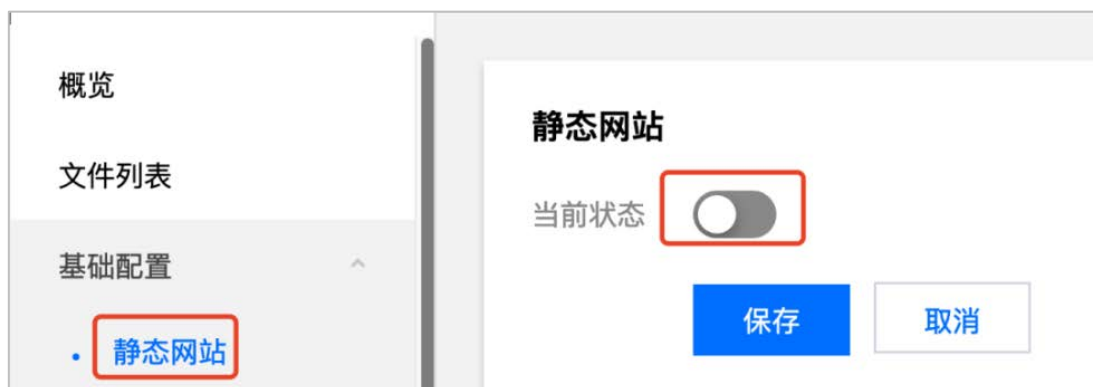 概览
文件列表
基础配置
静态网站
静态网站
当前状态
保存 取消